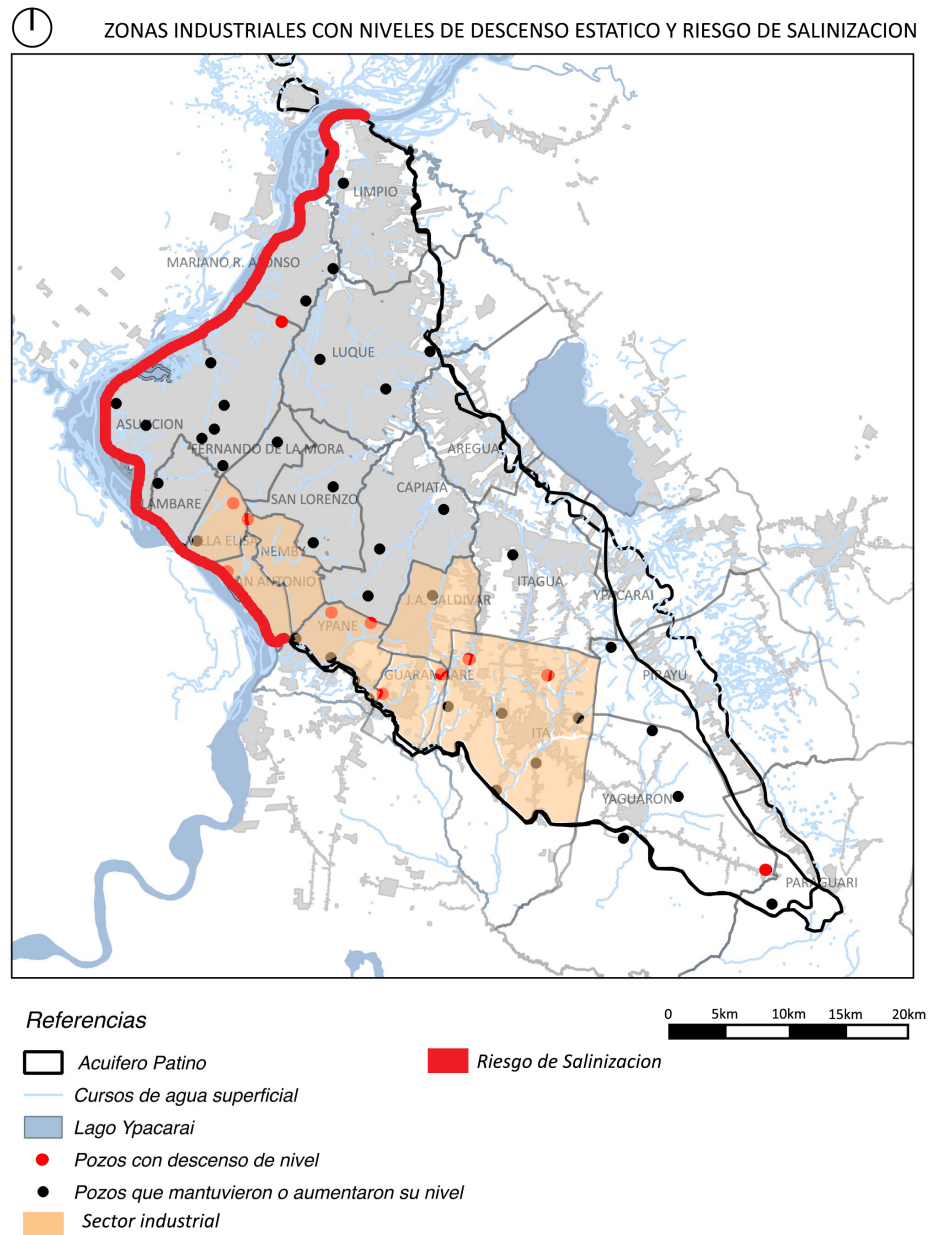 ZONAS INDUSTRIALES CON NIVELES DE DESCENSO ESTATICO Y RIESGO DE SALINIZACION
LIMPIO
MARIANO R. ALONSO
LUQUE
ASUNCION
FERNANDO DE LA MORA
AREGUA
CAPIATA
SAN LORENZO
LAMBARE
VILLA ELISA
NEMBY
SAN ANTONIO
ITAGUA
J.A. SALDIVAR
YPACARAI
YPANE
GUARAMBARE
PIRAYU
ITA
YAGUARON
PARAGUARI
Referencias
0 5km 10km 15km 20km
Acuifero Patino
Riesgo de Salinizacion
Cursos de agua superficial
Lago Ypacarai
Pozos con descenso de nivel
Pozos que mantuvieron o aumentaron su nivel
Sector industrial